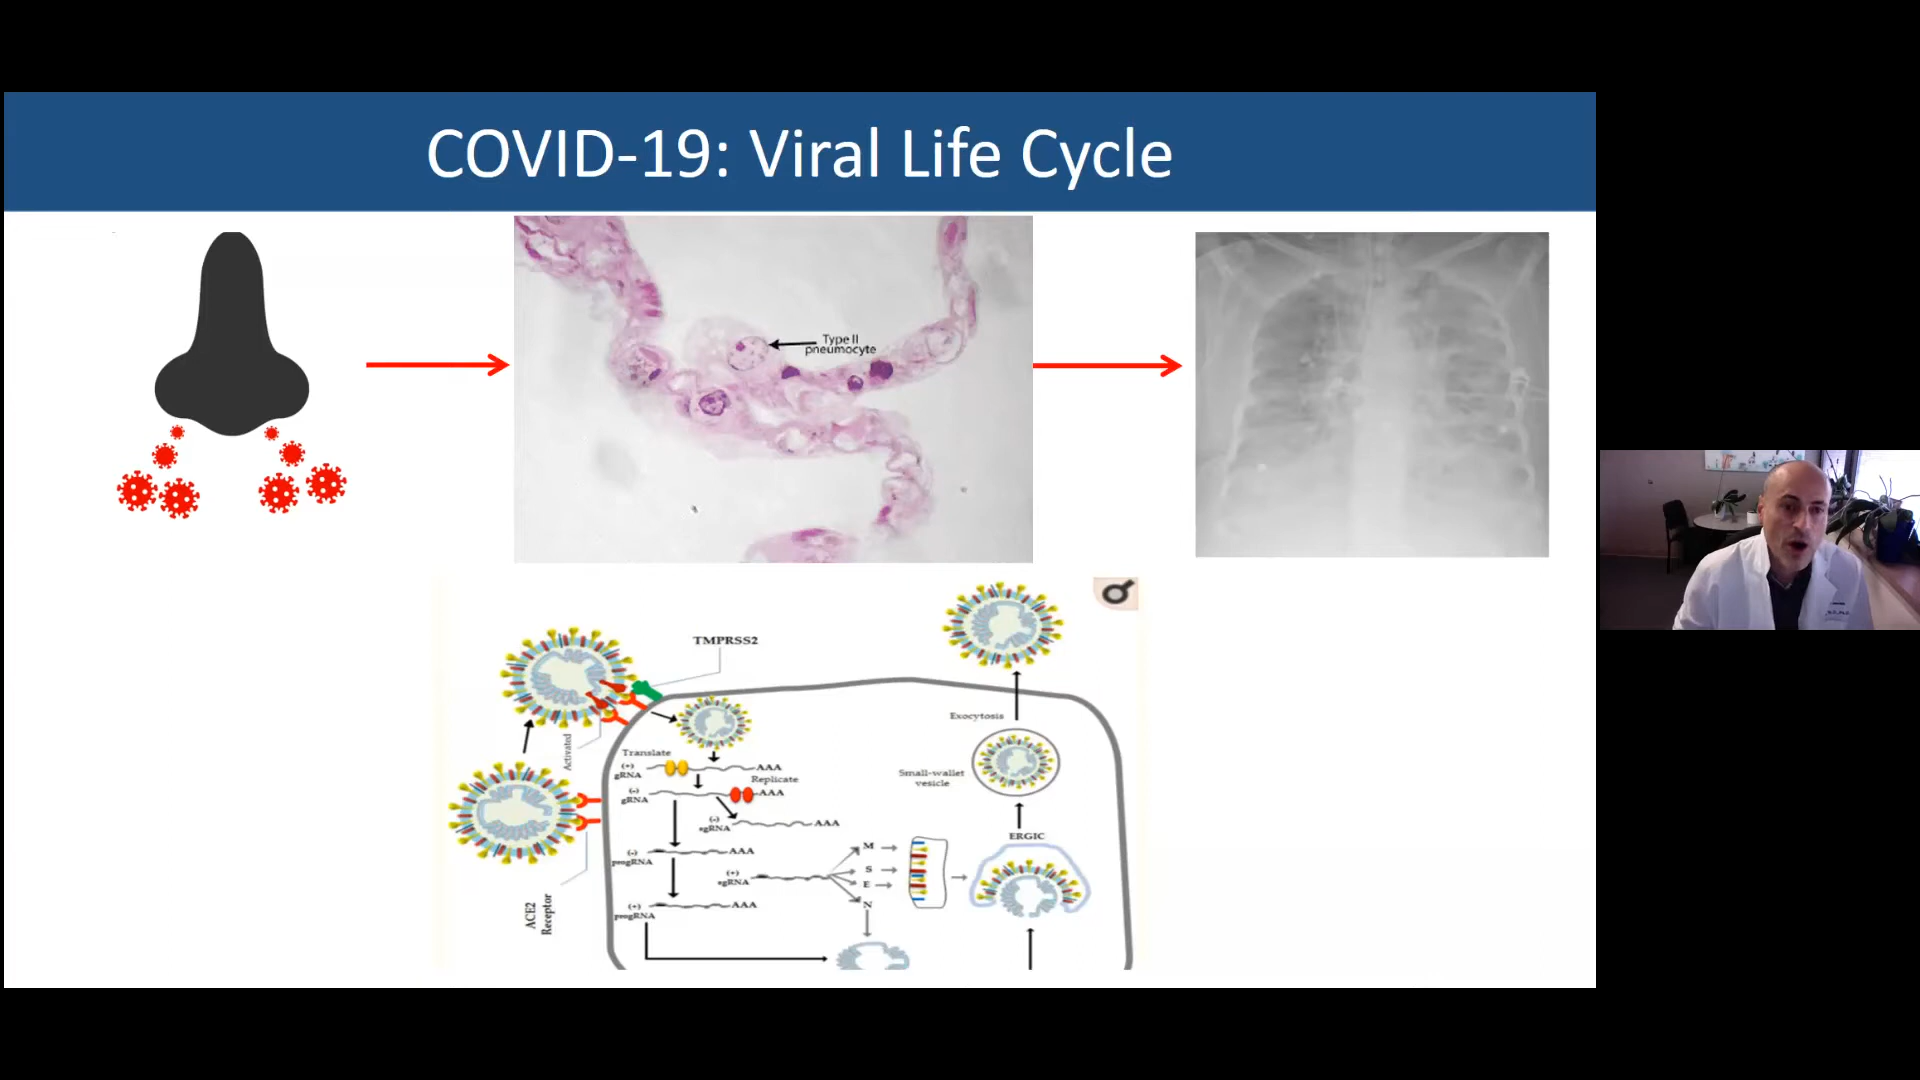 COVID-19: Viral Life Cycle
Type II
pneumocyte
TMPRSS2
Activated
Exocytosis
Translate
(+)
gRNA
AAA
Replicate
(-)
gRNA
AAA
Small-wallet
vesicle
(-)
sgRNA
AAA
ERGIC
(-)
progRNA
AAA
M
S
E
N
(+)
sgRNA
(+)
progRNA
AAA
ACE2
Receptor